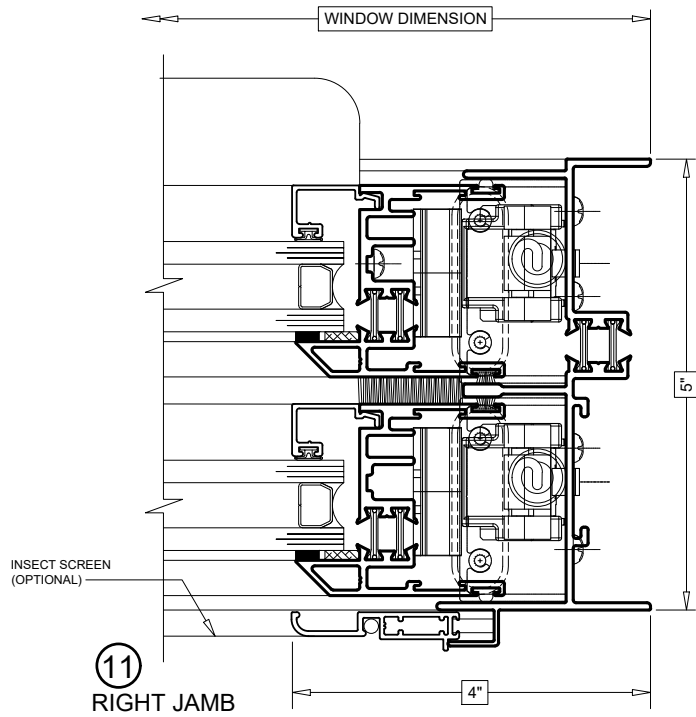 WINDOW DIMENSION
5"
INSECT SCREEN
(OPTIONAL)
4"
11
RIGHT JAMB